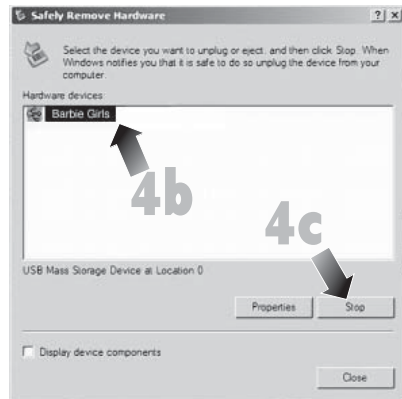 Safely Remove Hardware
Select the device you want to unplug or eject. and then click Stop. When
Windows notifies you that it is safe to do so unplug the device from your
computer.
Hardware devices:
Barbie Girls
4b
4c
USB Mass Storage Device at Location 0
Properties Stop
Display device components
Close